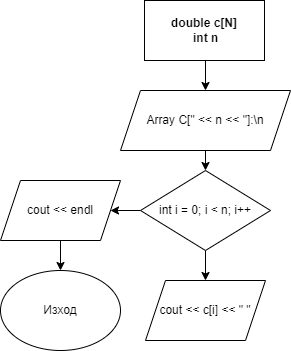 double c[N]
int n
Array C[" << n << "]:\n
int i = 0; i < n; i++
cout << endl
cout << c[i] << " "
Изход